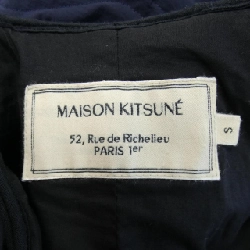 MAISON KITSUNÉ
52, Rue de Richelieu
PARIS 1er
S